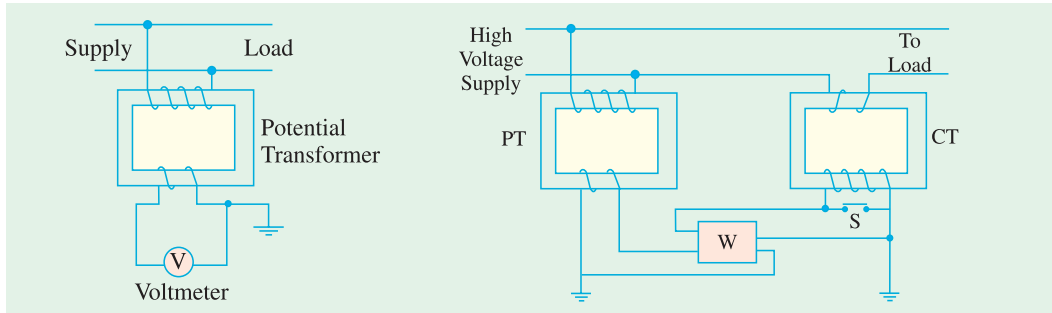 Supply
Load
Potential
Transformer
V
Voltmeter
High
Voltage
Supply
To
Load
PT
CT
S
W